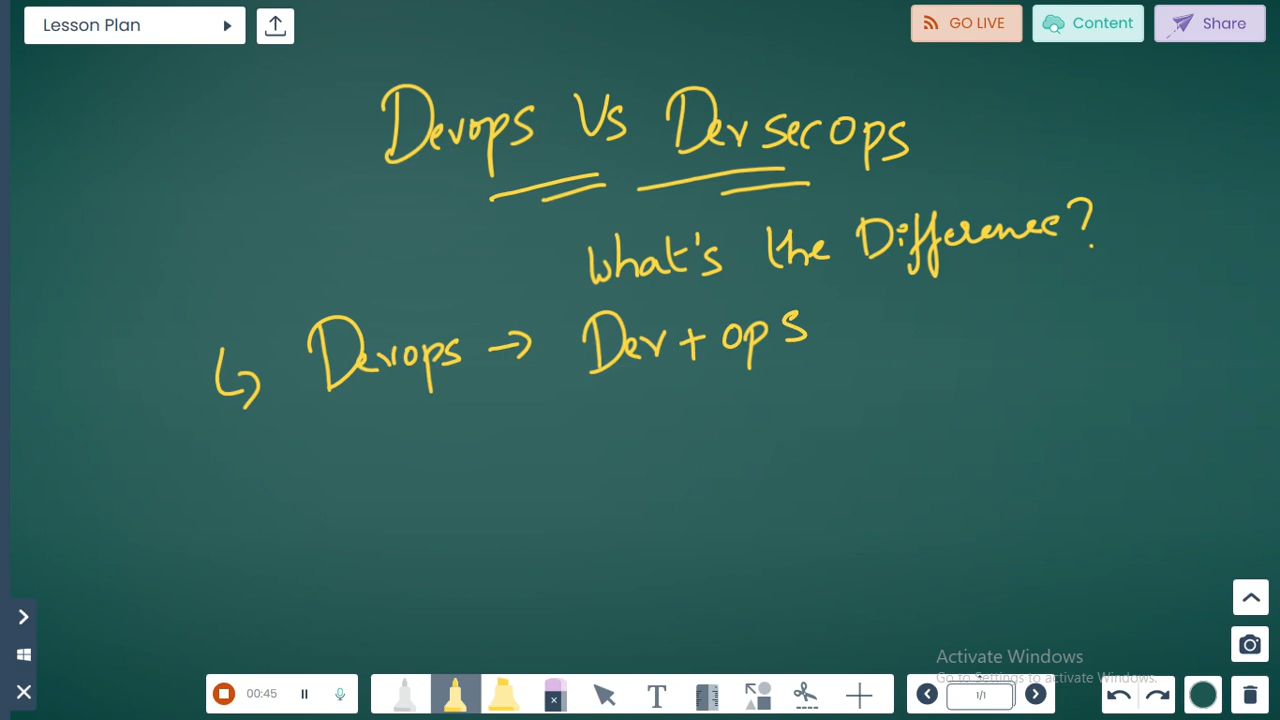 Lesson Plan
GO LIVE
Content
Share
Devops Vs DevsecOps
What's the Difference?
Devops → Dev + ops
Activate Windows
Go to Settings to activate Windows.
00:45
T
1/1